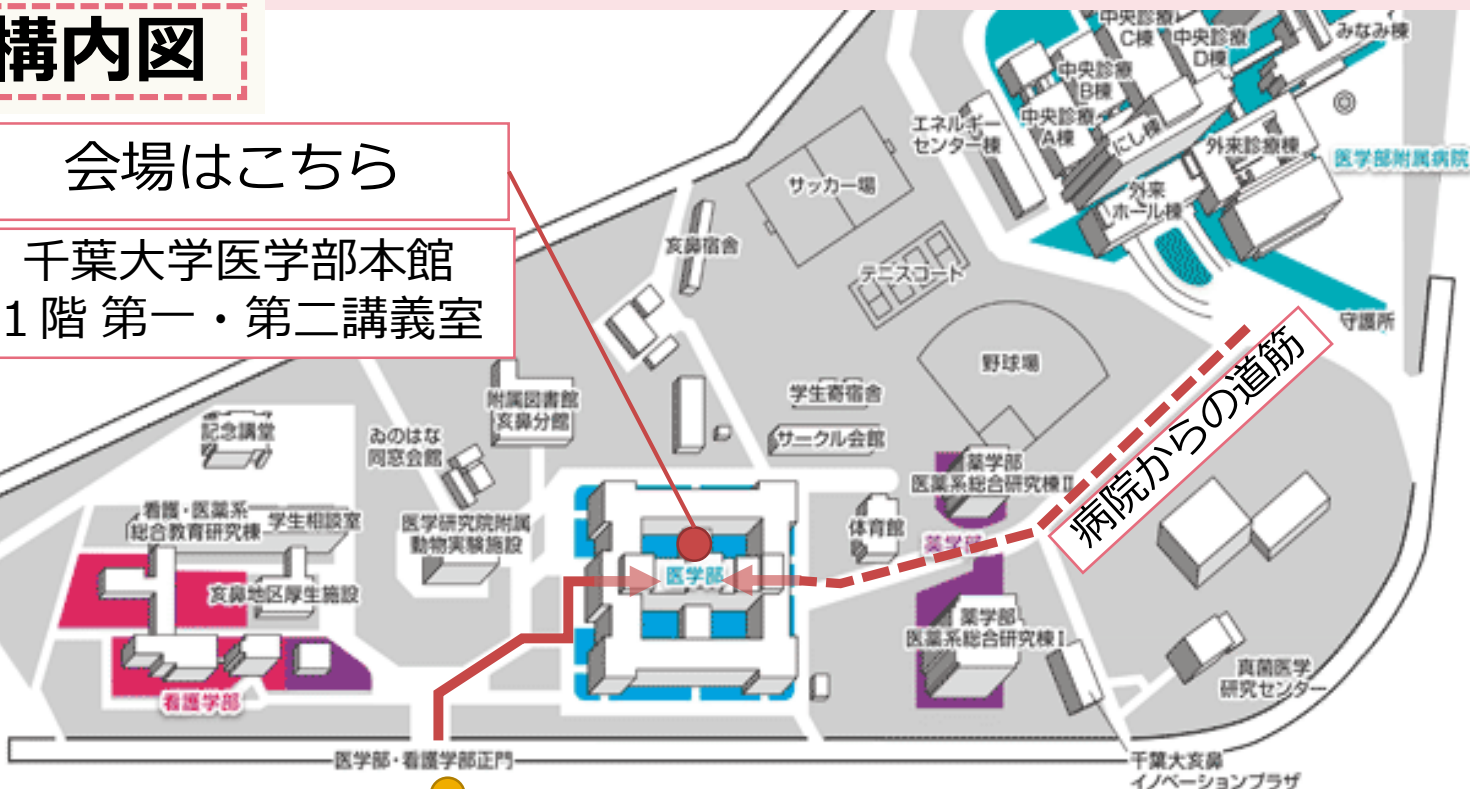 構内図
会場はこちら
千葉大学医学部本館
1階 第一・第二講義室
中央診療
C棟
中央診療
D棟
みなみ棟
中央診療
B棟
中央診療
A棟
にし棟
エネルギー
センター棟
外来診療棟
医学部附属病院
外来
ホール棟
守護所
サッカー場
亥鼻宿舎
テニスコート
野球場
病院からの道筋
学生寄宿舎
サークル会館
附属図書館
亥鼻分館
記念講堂
ゐのはな
同窓会館
薬学部
医薬系総合研究棟Ⅱ
看護・医薬系
総合教育研究棟
学生相談室
医学研究院附属
動物実験施設
体育館
薬学部
医学部
亥鼻地区厚生施設
薬学部
医薬系総合研究棟Ⅰ
看護学部
真菌医学
研究センター
医学部・看護学部正門
千葉大亥鼻
イノベーションプラザ